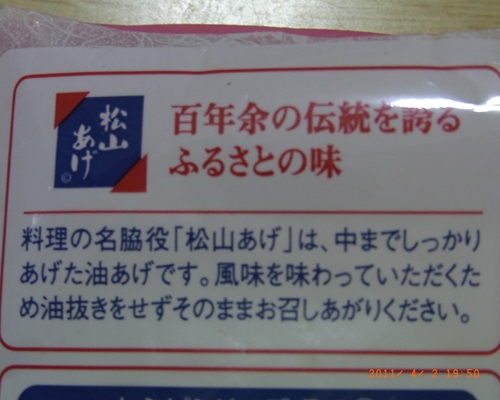 松山
あげ
©
百年余の伝統を誇る
ふるさとの味
料理の名脇役「松山あげ」は、中までしっかり
あげた油あげです。風味を味わっていただくた
め油抜きをせずそのままお召しあがりください。
2011/ 4/ 2 19:50